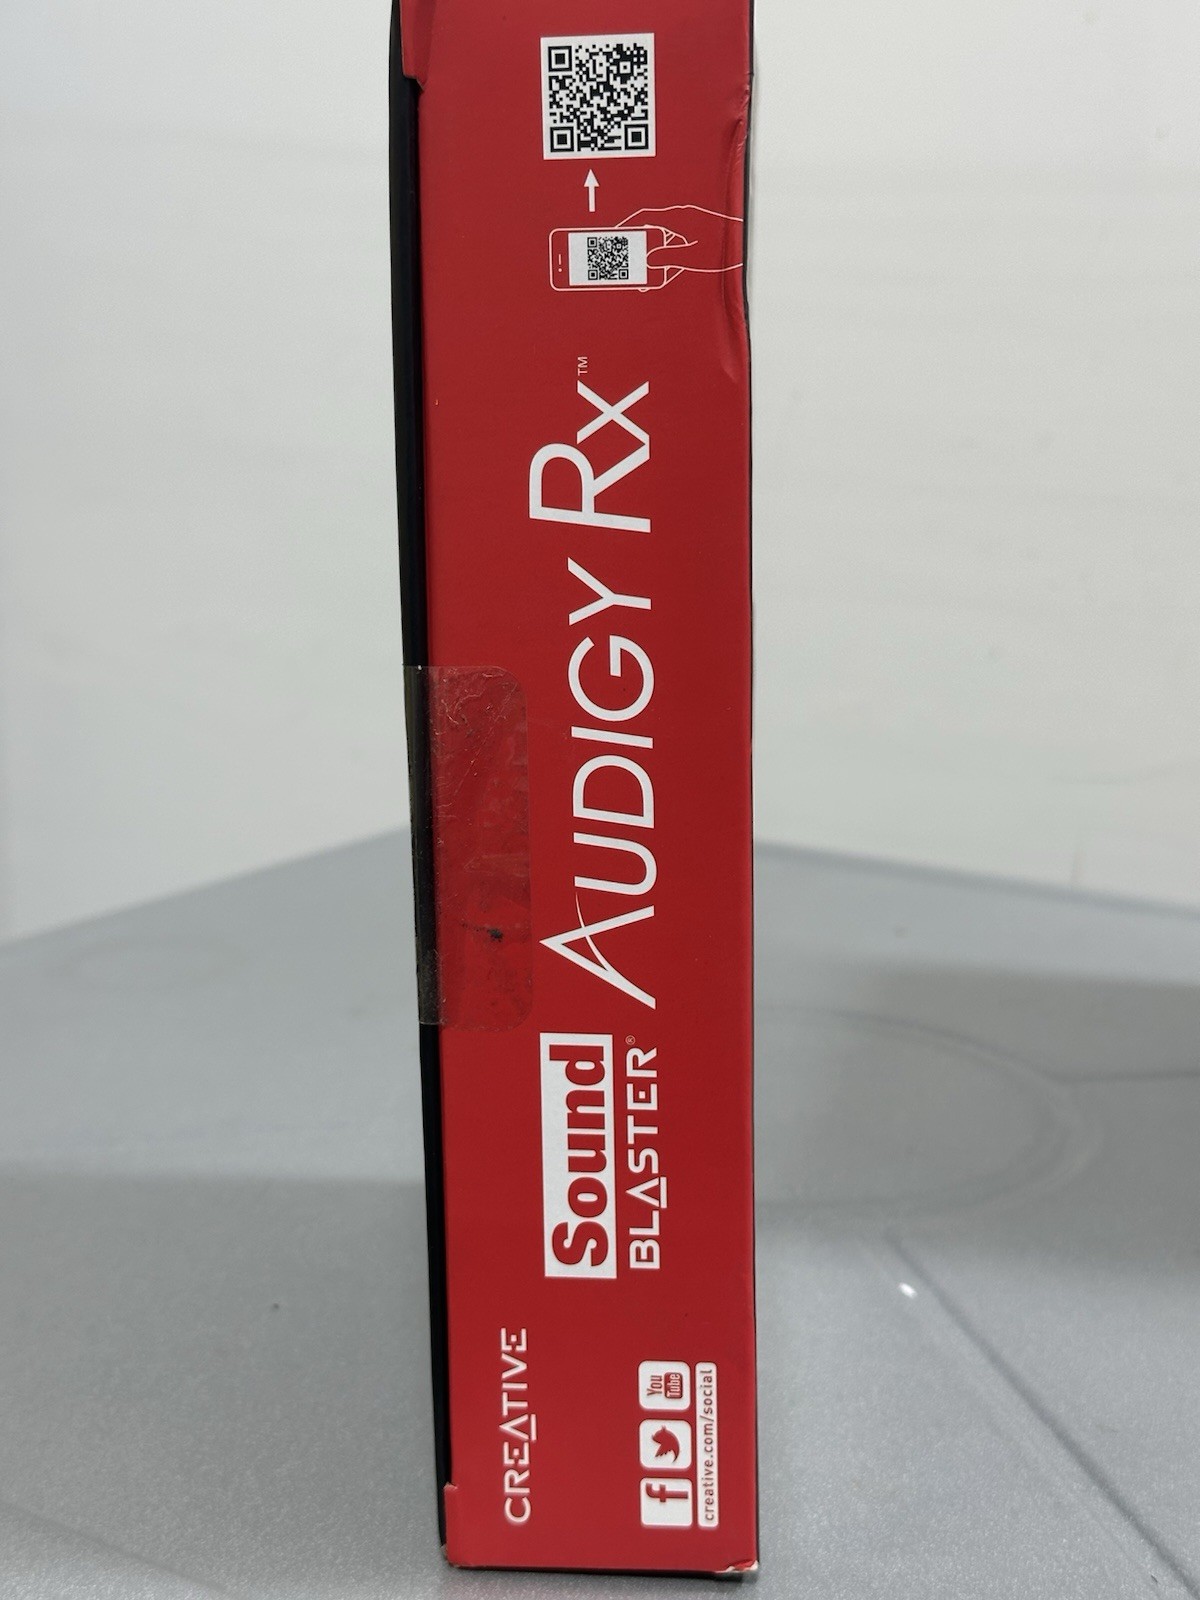 CREATIVE
Sound
BLASTER®
AUDIGY Rx™
f
You
Tube
creative.com/social